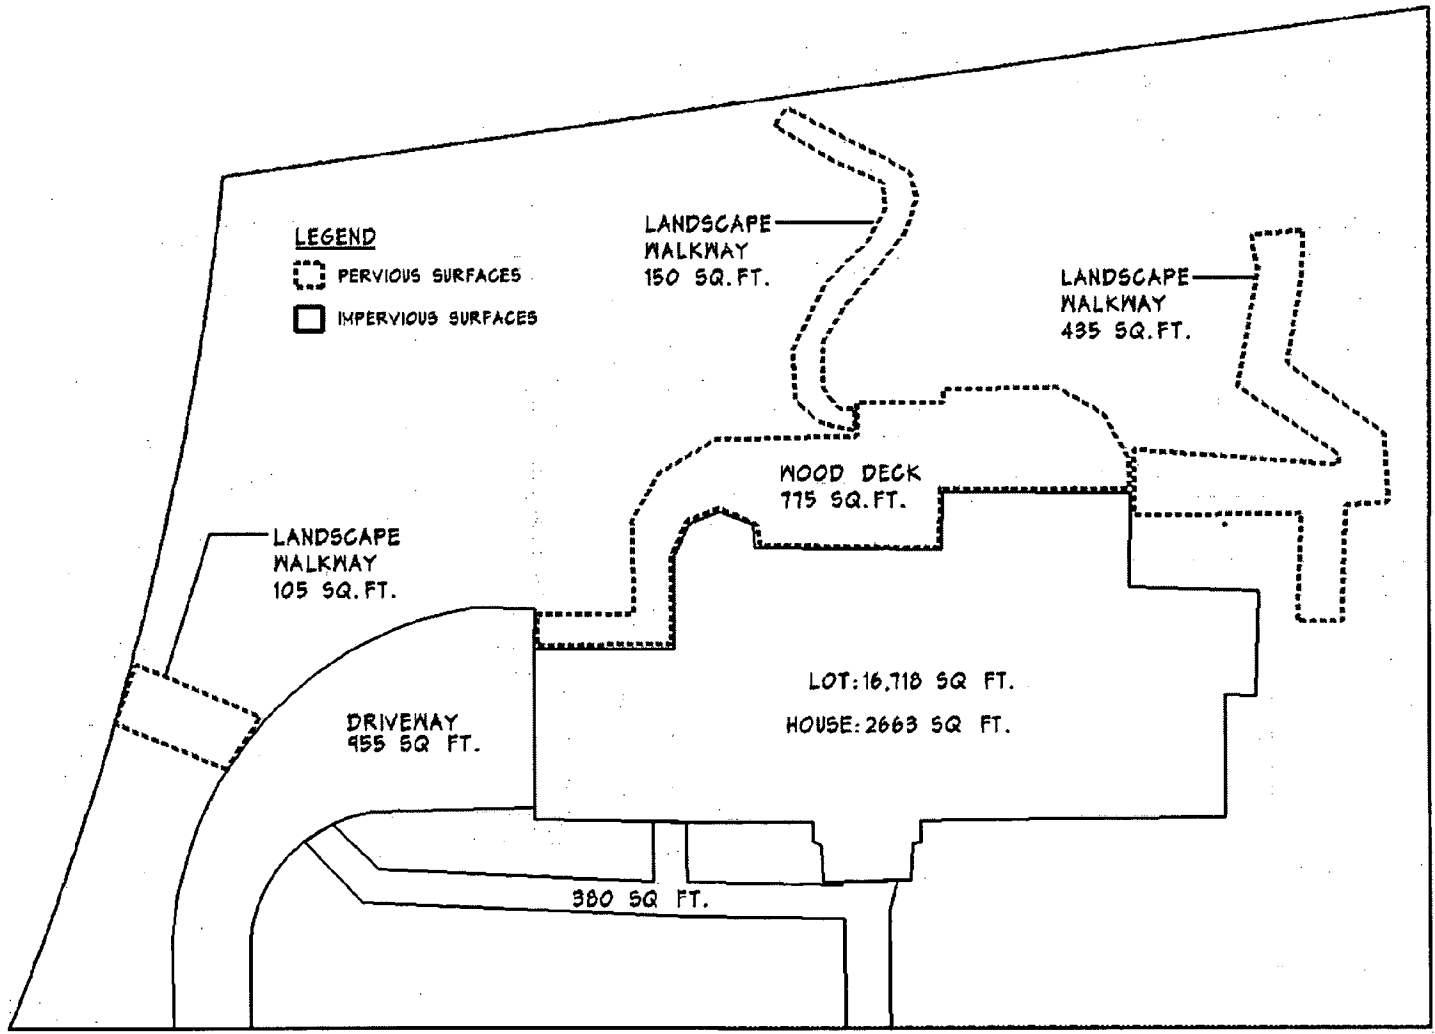 LEGEND
PERVIOUS SURFACES
IMPERVIOUS SURFACES
LANDSCAPE
WALKWAY
150 SQ.FT.
LANDSCAPE
WALKWAY
435 SQ.FT.
WOOD DECK
775 SQ.FT.
LANDSCAPE
WALKWAY
105 SQ.FT.
DRIVEWAY
955 SQ FT.
LOT:16,718 SQ FT.
HOUSE:2663 SQ FT.
380 SQ FT.